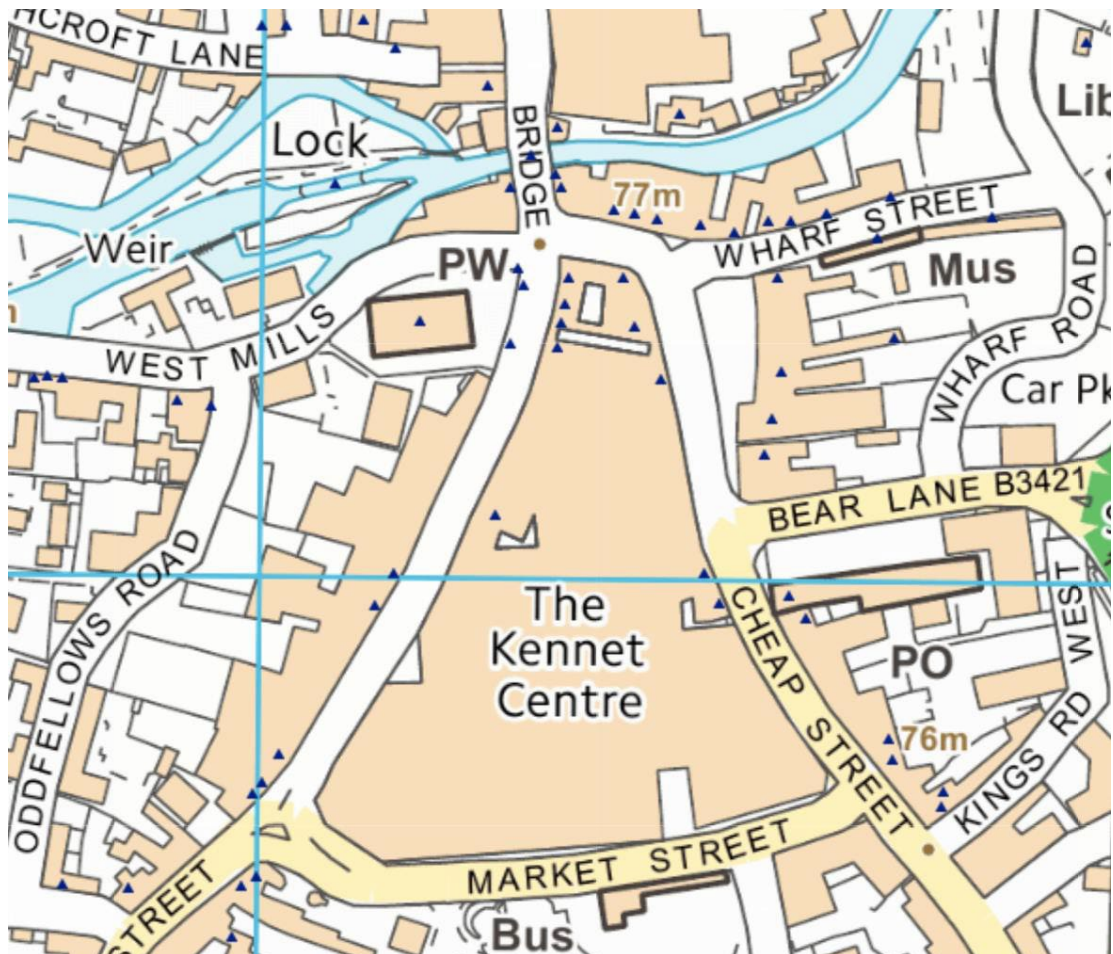 HCROFT LANE
BRIDGE
Lock
Lib
77m
WHARF STREET
Weir
PW
Mus
WEST MILLS
WHARF ROAD
Car Pk
BEAR LANE B3421
ODDFELLOWS ROAD
The
Kennet
Centre
CHEAP STREET
WEST
PO
76m
KINGS RD
MARKET STREET
STREET
Bus